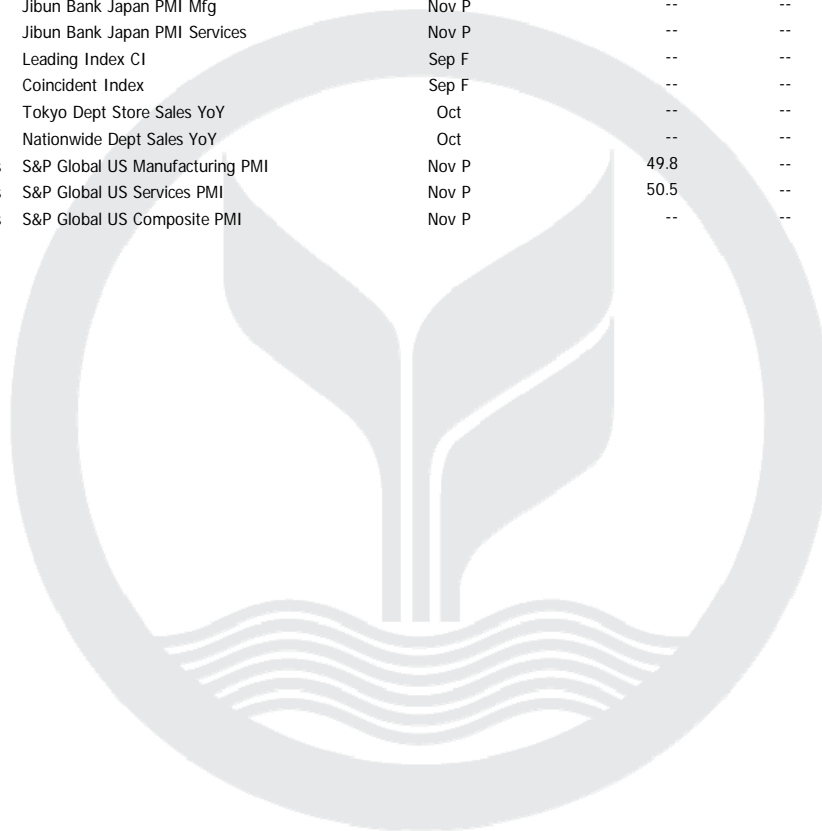 Jibun Bank Japan PMI Mfg Nov P -- --
Jibun Bank Japan PMI Services Nov P -- --
Leading Index CI Sep F -- --
Coincident Index Sep F -- --
Tokyo Dept Store Sales YoY Oct -- --
Nationwide Dept Sales YoY Oct -- --
s S&P Global US Manufacturing PMI Nov P 49.8 --
s S&P Global US Services PMI Nov P 50.5 --
s S&P Global US Composite PMI Nov P -- --